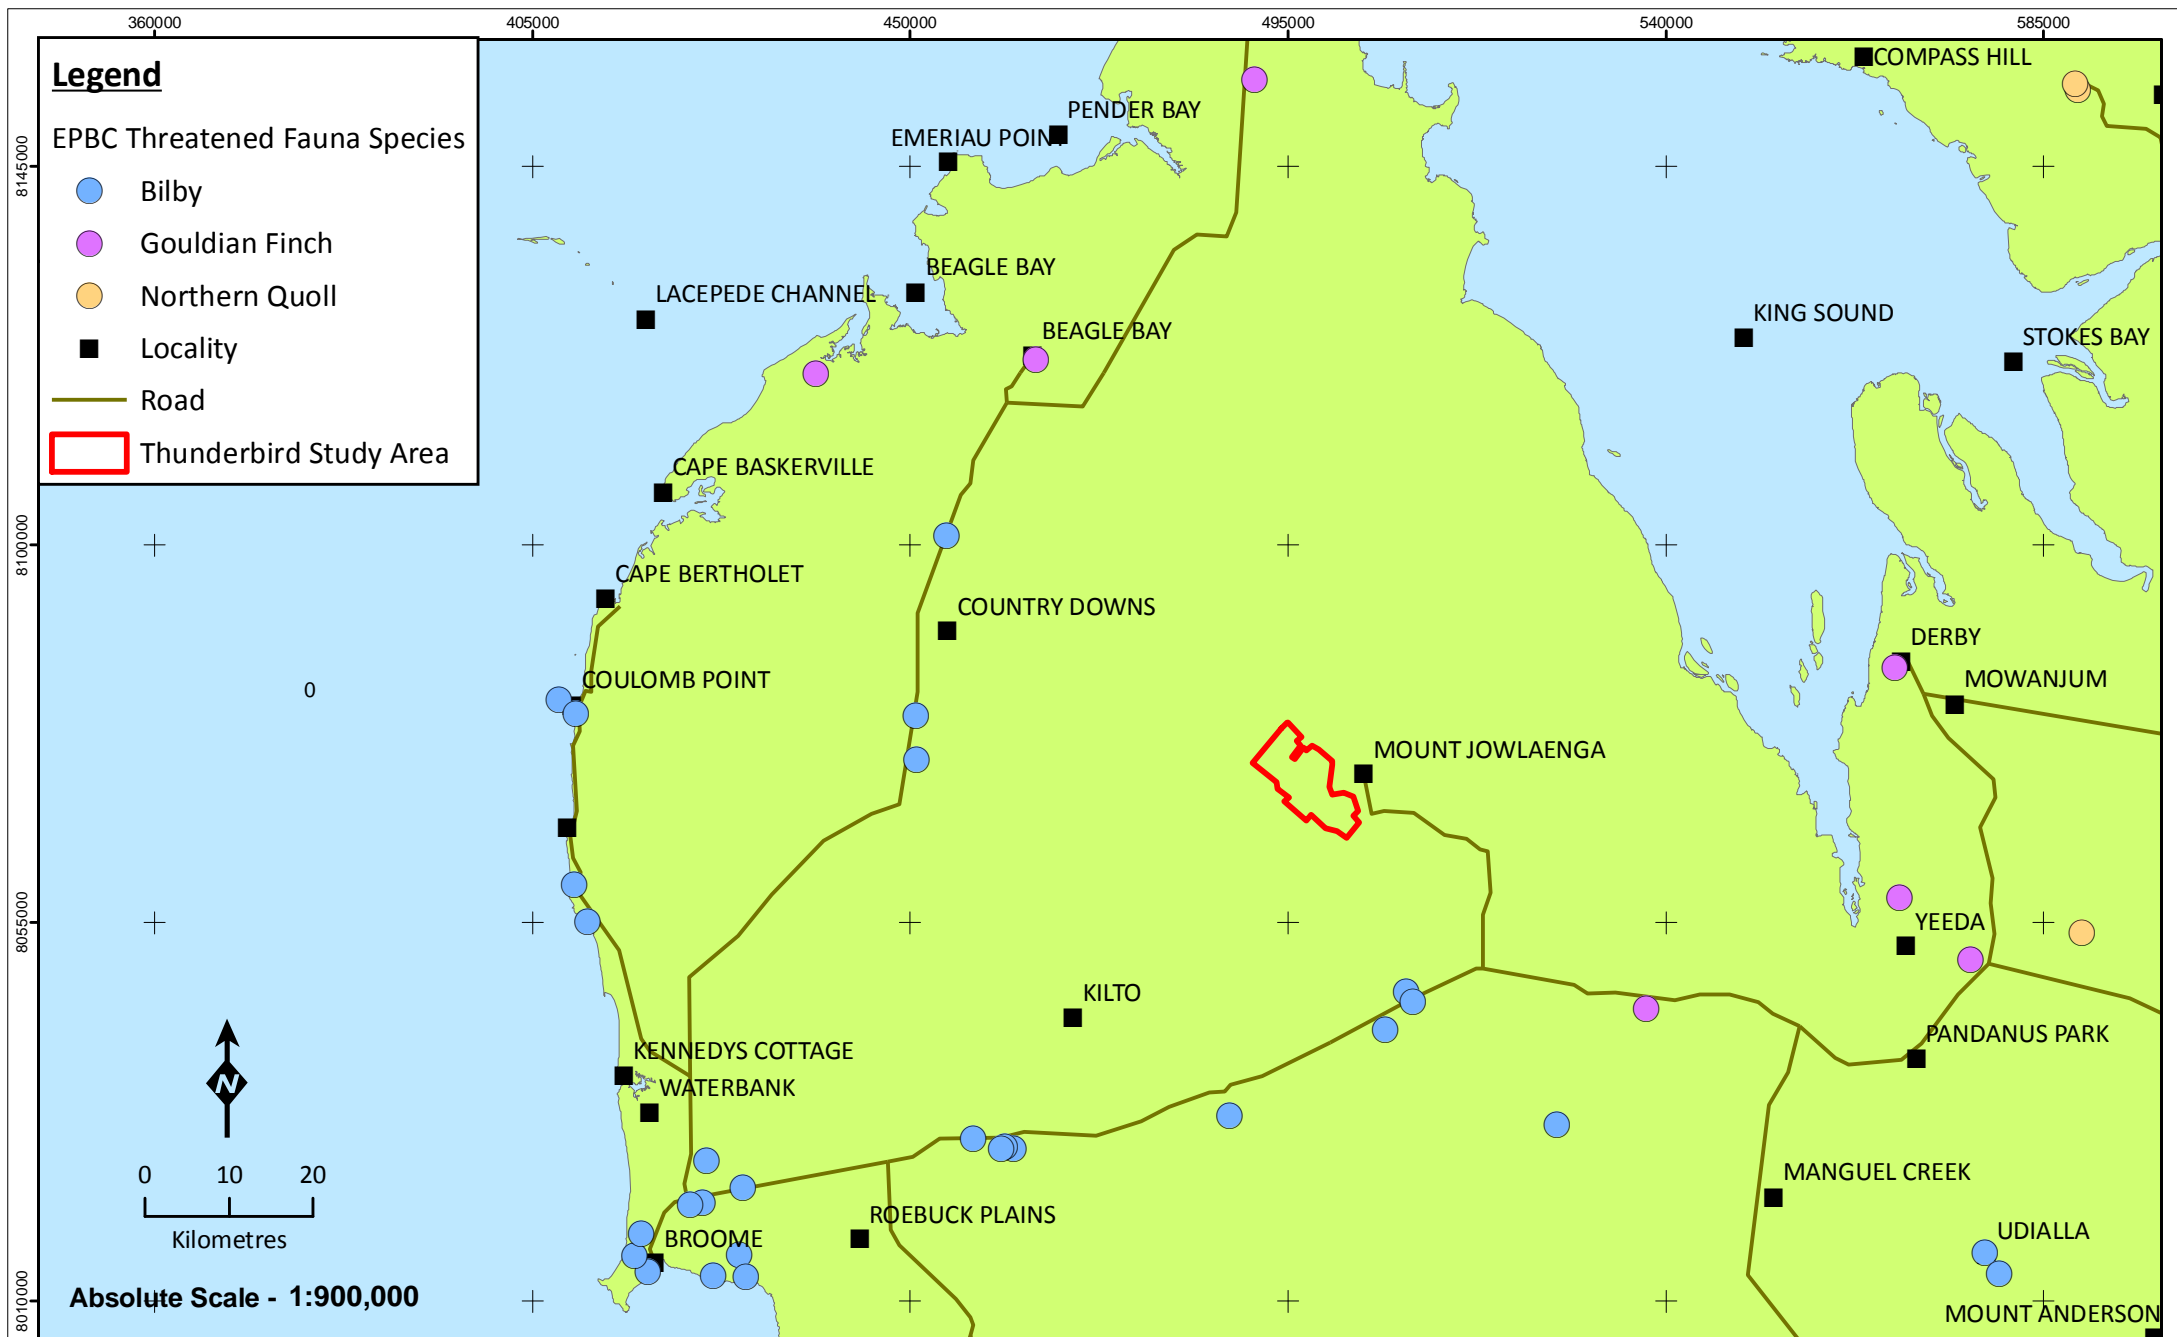 360000
405000
450000
495000
540000
585000
Legend
EPBC Threatened Fauna Species
Bilby
Gouldian Finch
Northern Quoll
Locality
Road
Thunderbird Study Area
COMPASS HILL
PENDER BAY
EMERIAU POINT
8145000
BEAGLE BAY
LACEPEDE CHANNEL
KING SOUND
BEAGLE BAY
STOKES BAY
CAPE BASKERVILLE
8100000
CAPE BERTHOLET
COUNTRY DOWNS
DERBY
COULOMB POINT
MOWANJUM
0
MOUNT JOWLAENGA
8055000
YEEDA
KILTO
N
KENNEDYS COTTAGE
PANDANUS PARK
WATERBANK
0 10 20
Kilometres
MANGUEL CREEK
ROEBUCK PLAINS
BROOME
UDIALLA
8010000
Absolute Scale - 1:900,000
MOUNT ANDERSON